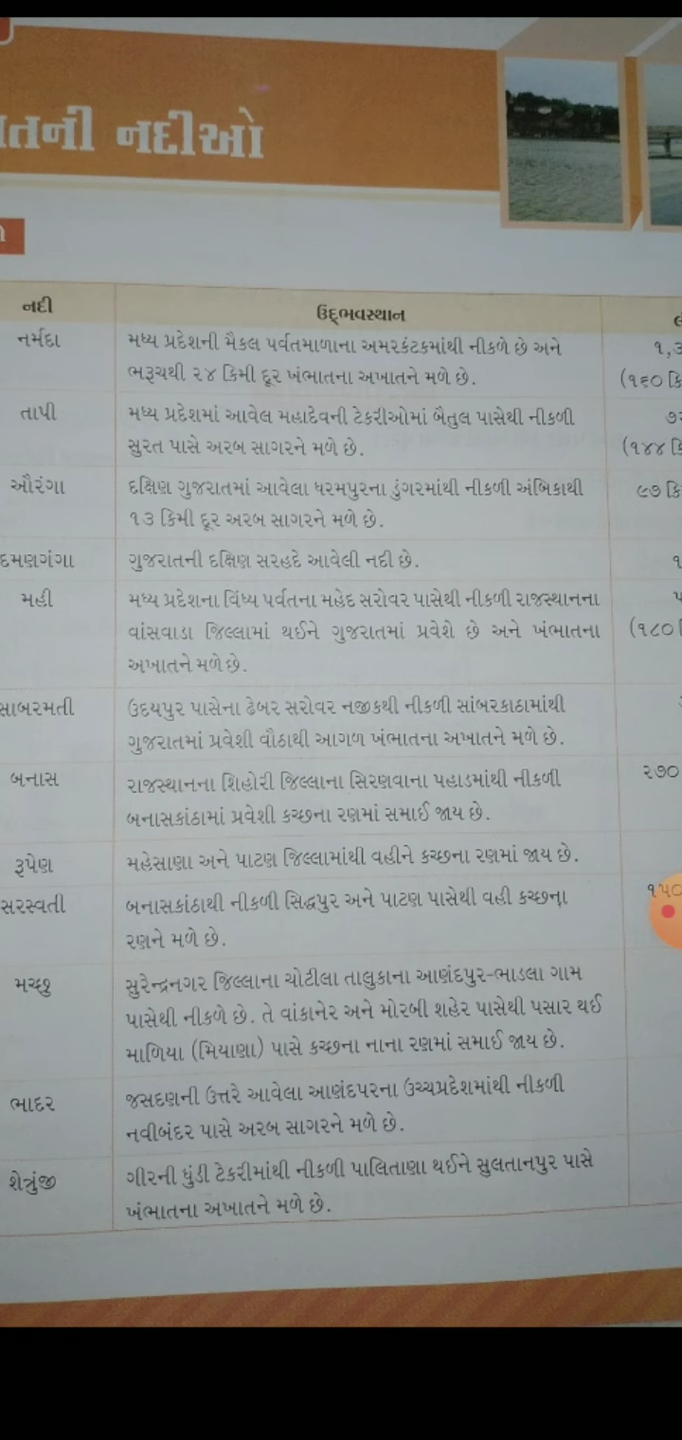 નદીઓ
નદી ઉદ્ભવસ્થાન
નર્મદા મધ્ય પ્રદેશની મૈકલ પર્વતમાળાના અમરકંટકમાંથી નીકળે છે અને
ભરૂચથી ૨૪ કિમી દૂર ખંભાતના અખાતને મળે છે. (૧૬૦
તાપી મધ્ય પ્રદેશમાં આવેલ મહાદેવની ટેકરીઓમાં બૈતુલ પાસેથી નીકળી
સુરત પાસે અરબ સાગરને મળે છે. (૧૪૪
ઔરંગા દક્ષિણ ગુજરાતમાં આવેલા ધરમપુરના ડુંગરમાંથી નીકળી અંબિકાથી ૯૭
૧૩ કિમી દૂર અરબ સાગરને મળે છે.
દમણગંગા ગુજરાતની દક્ષિણ સરહદે આવેલી નદી છે.
મહી મધ્ય પ્રદેશના વિંધ્ય પર્વતના મહેદ સરોવર પાસેથી નીકળી રાજસ્થાનના
વાંસવાડા જિલ્લામાં થઈને ગુજરાતમાં પ્રવેશે છે અને ખંભાતના (૧૮૦
અખાતને મળે છે.
સાબરમતી ઉદયપુર પાસેના ઢેબર સરોવર નજીકથી નીકળી સાંબરકાઠામાંથી
ગુજરાતમાં પ્રવેશી વૌઠાથી આગળ ખંભાતના અખાતને મળે છે.
બનાસ રાજસ્થાનના શિહોરી જિલ્લાના સિરણવાના પહાડમાંથી નીકળી ૨૭૦
બનાસકાંઠામાં પ્રવેશી કચ્છના રણમાં સમાઈ જાય છે.
રૂપેણ મહેસાણા અને પાટણ જિલ્લામાંથી વહીને કચ્છના રણમાં જાય છે.
સરસ્વતી બનાસકાંઠાથી નીકળી સિદ્ધપુર અને પાટણ પાસેથી વહી કચ્છના
રણને મળે છે.
મચ્છુ સુરેન્દ્રનગર જિલ્લાના ચોટીલા તાલુકાના આણંદપુર-ભાડલા ગામ
પાસેથી નીકળે છે. તે વાંકાનેર અને મોરબી શહેર પાસેથી પસાર થઈ
માળિયા (મિયાણા) પાસે કચ્છના નાના રણમાં સમાઈ જાય છે.
ભાદર જસદણની ઉત્તરે આવેલા આણંદપરના ઉચ્ચપ્રદેશમાંથી નીકળી
નવીબંદર પાસે અરબ સાગરને મળે છે.
શેત્રુંજી ગીરની ધુંડી ટેકરીમાંથી નીકળી પાલિતાણા થઈને સુલતાનપુર પાસે
ખંભાતના અખાતને મળે છે.